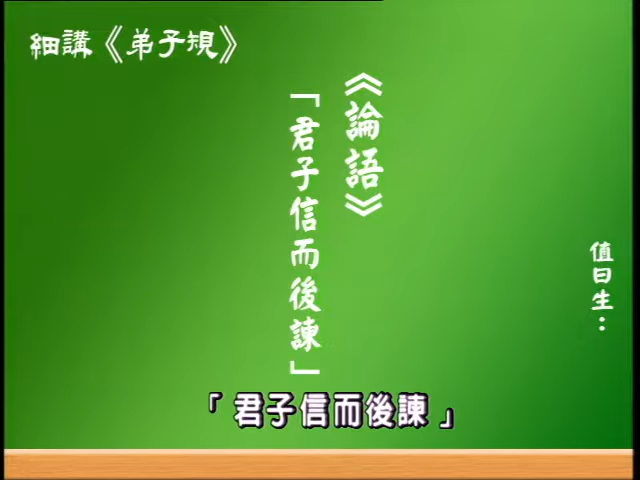 細講《弟子規》
《論語》
「君子信而後諫」
值日生：
「君子信而後諫」